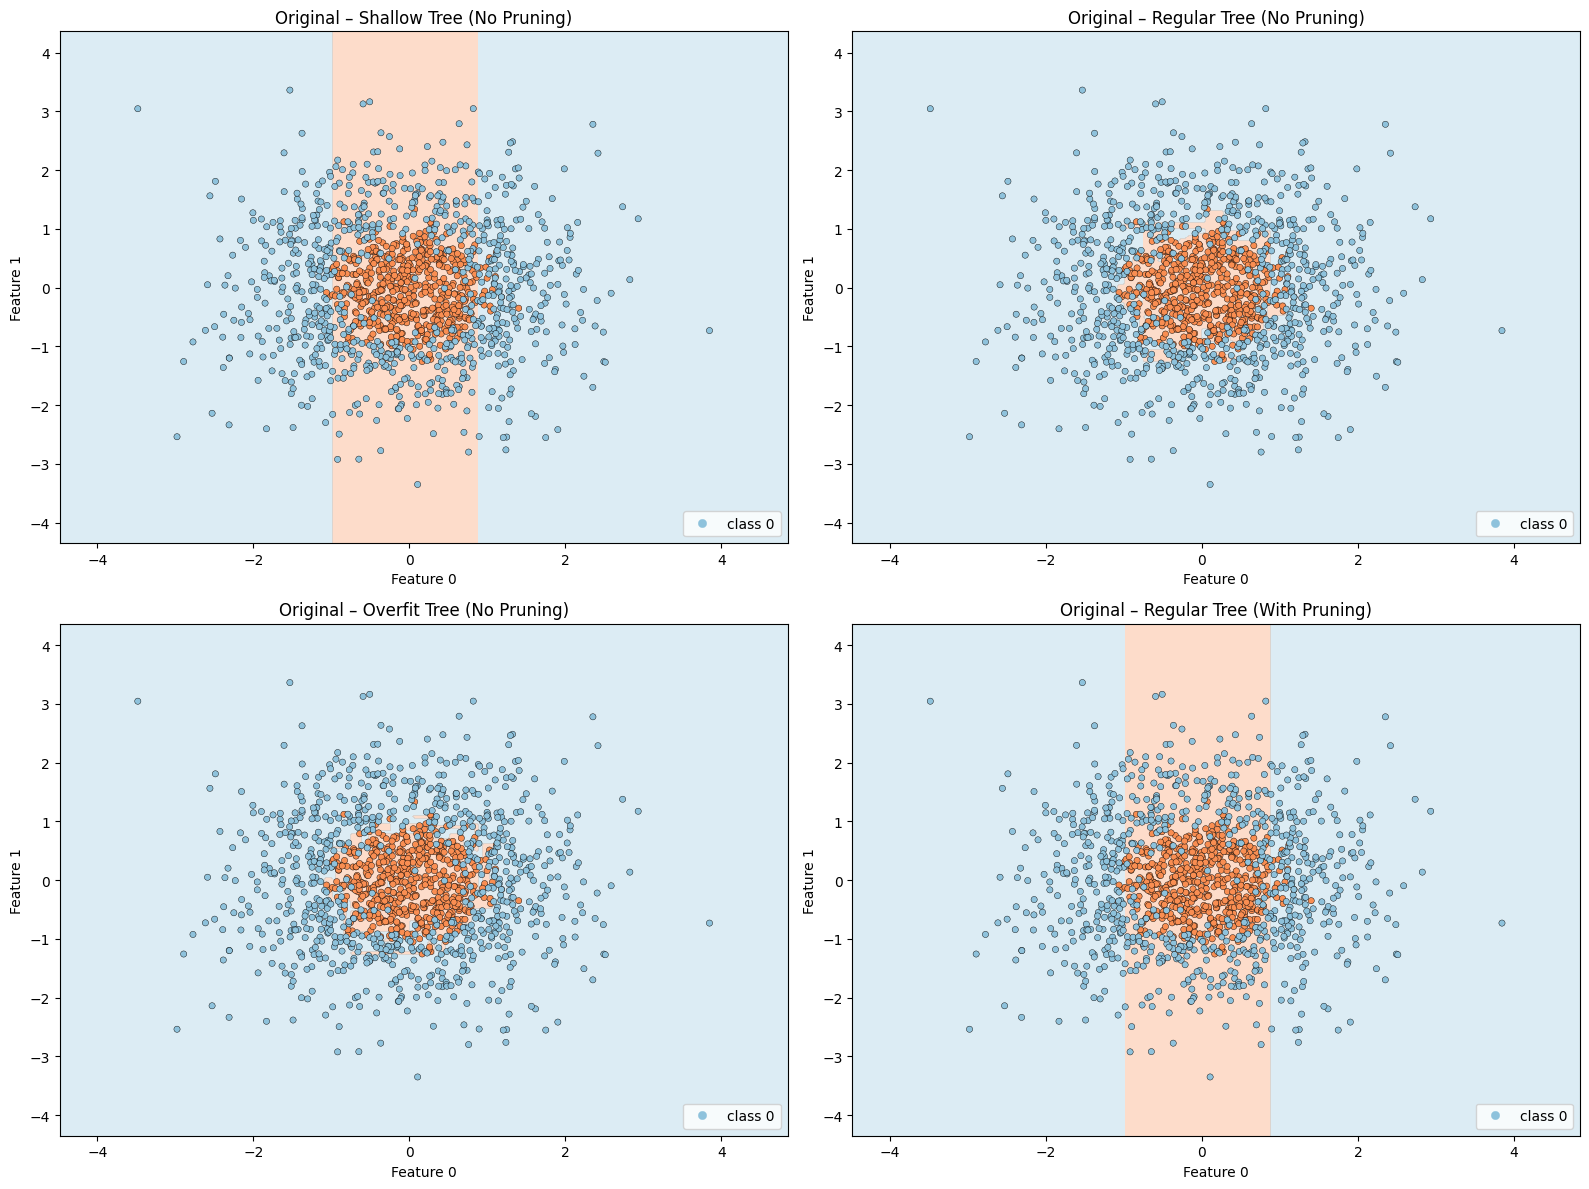 Original – Shallow Tree (No Pruning)
4
3
2
1
0
−1
−2
−3
−4
Feature 1
−4 −2 0 2 4
Feature 0
class 0
Original – Regular Tree (No Pruning)
4
3
2
1
0
−1
−2
−3
−4
Feature 1
−4 −2 0 2 4
Feature 0
class 0
Original – Overfit Tree (No Pruning)
4
3
2
1
0
−1
−2
−3
−4
Feature 1
−4 −2 0 2 4
Feature 0
class 0
Original – Regular Tree (With Pruning)
4
3
2
1
0
−1
−2
−3
−4
Feature 1
−4 −2 0 2 4
Feature 0
class 0